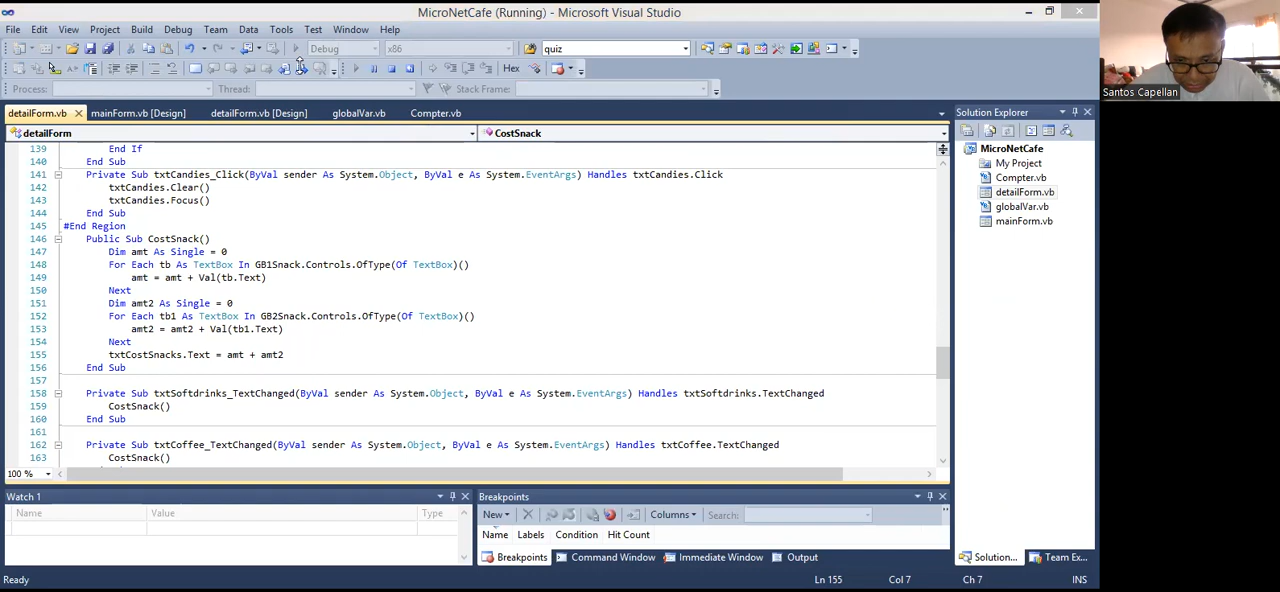 MicroNetCafe (Running) - Microsoft Visual Studio
File Edit View Project Build Debug Team Data Tools Test Window Help
Debug x86 quiz
Hex
Process: Thread: Stack Frame:
Santos Capellan
detailForm.vb mainForm.vb [Design] detailForm.vb [Design] globalVar.vb Compter.vb
Solution Explorer
detailForm CostSnack
MicroNetCafe
My Project
Compter.vb
detailForm.vb
globalVar.vb
mainForm.vb
139 End If
140 End Sub
141 Private Sub txtCandies_Click(ByVal sender As System.Object, ByVal e As System.EventArgs) Handles txtCandies.Click
142 txtCandies.Clear()
143 txtCandies.Focus()
144 End Sub
145 #End Region
146 Public Sub CostSnack()
147 Dim amt As Single = 0
148 For Each tb As TextBox In GB1Snack.Controls.OfType(Of TextBox)()
149 amt = amt + Val(tb.Text)
150 Next
151 Dim amt2 As Single = 0
152 For Each tb1 As TextBox In GB2Snack.Controls.OfType(Of TextBox)()
153 amt2 = amt2 + Val(tb1.Text)
154 Next
155 txtCostSnacks.Text = amt + amt2
156 End Sub
157
158 Private Sub txtSoftdrinks_TextChanged(ByVal sender As System.Object, ByVal e As System.EventArgs) Handles txtSoftdrinks.TextChanged
159 CostSnack()
160 End Sub
161
162 Private Sub txtCoffee_TextChanged(ByVal sender As System.Object, ByVal e As System.EventArgs) Handles txtCoffee.TextChanged
163 CostSnack()
100 %
Watch 1
Name Value Type
Breakpoints
New Columns Search:
Name Labels Condition Hit Count
Breakpoints Command Window Immediate Window Output
Solution... Team Ex...
Ready Ln 155 Col 7 Ch 7 INS